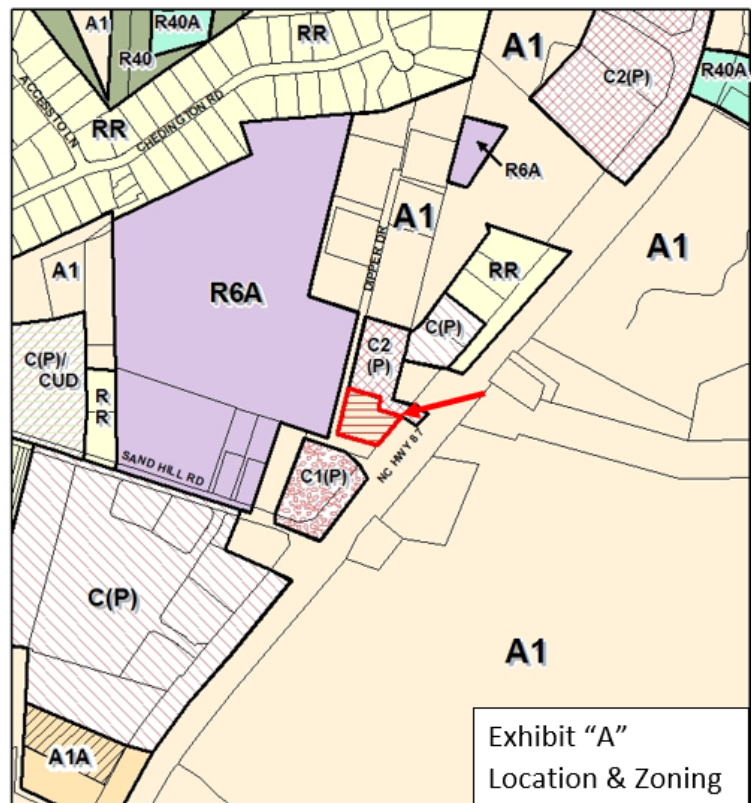 A1
R40A
RR
A1
C2(P)
R40A
R40
ACCESS TO LN
RR
CHEDINGTON RD
R6A
A1
A1
DIPPER DR
A1
R6A
RR
C(P)
C(P)/
CUD
C2
(P)
R
R
SAND HILL RD
C1(P)
NC HWY 87
C(P)
A1
A1A
Exhibit “A”
Location & Zoning